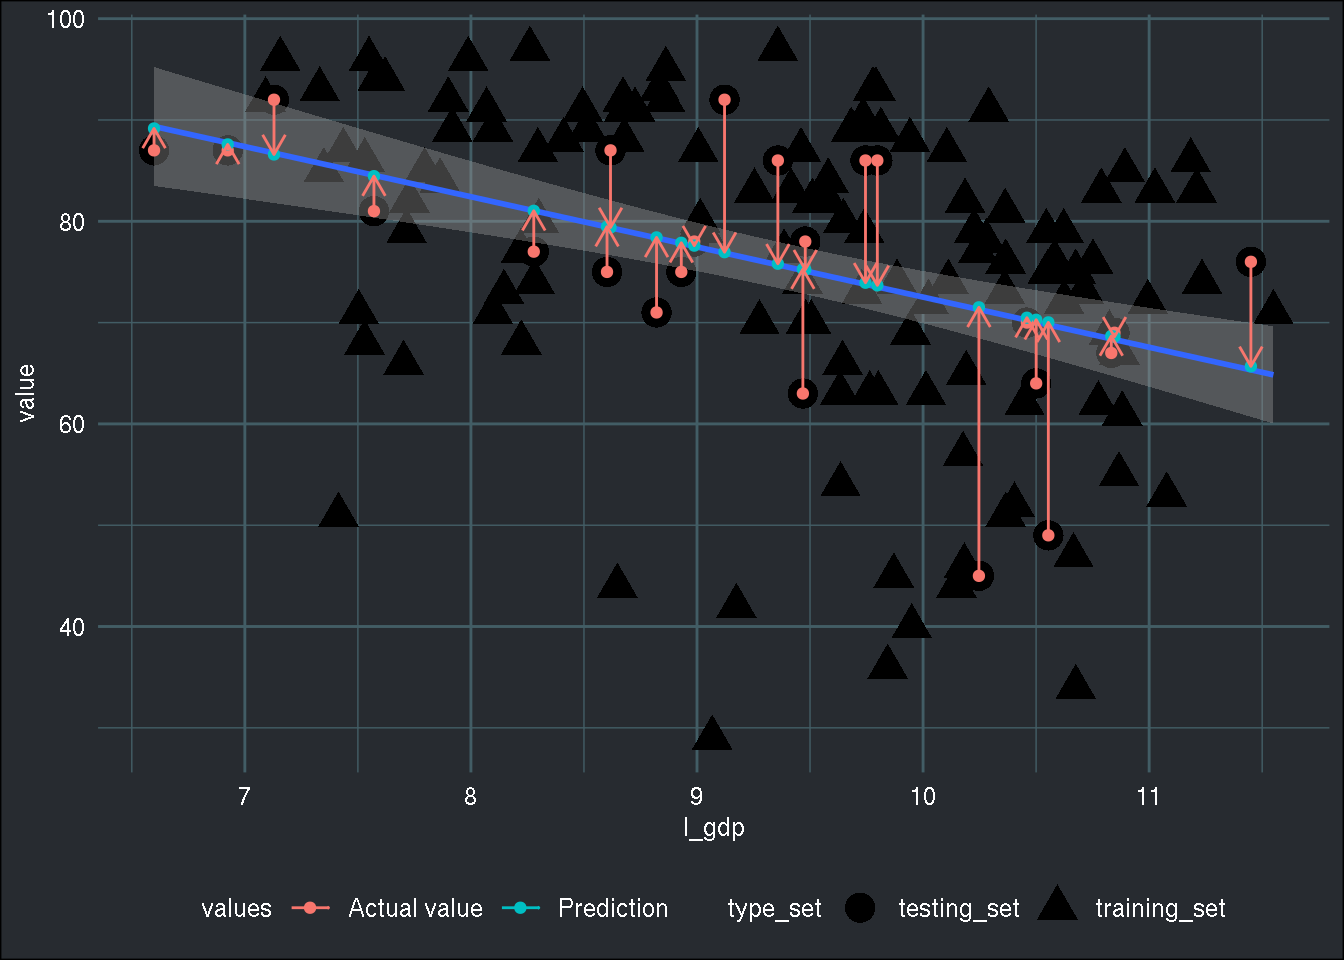 100
80
60
40
value
7 8 9 10 11
l_gdp
values Actual value Prediction type_set testing_set training_set